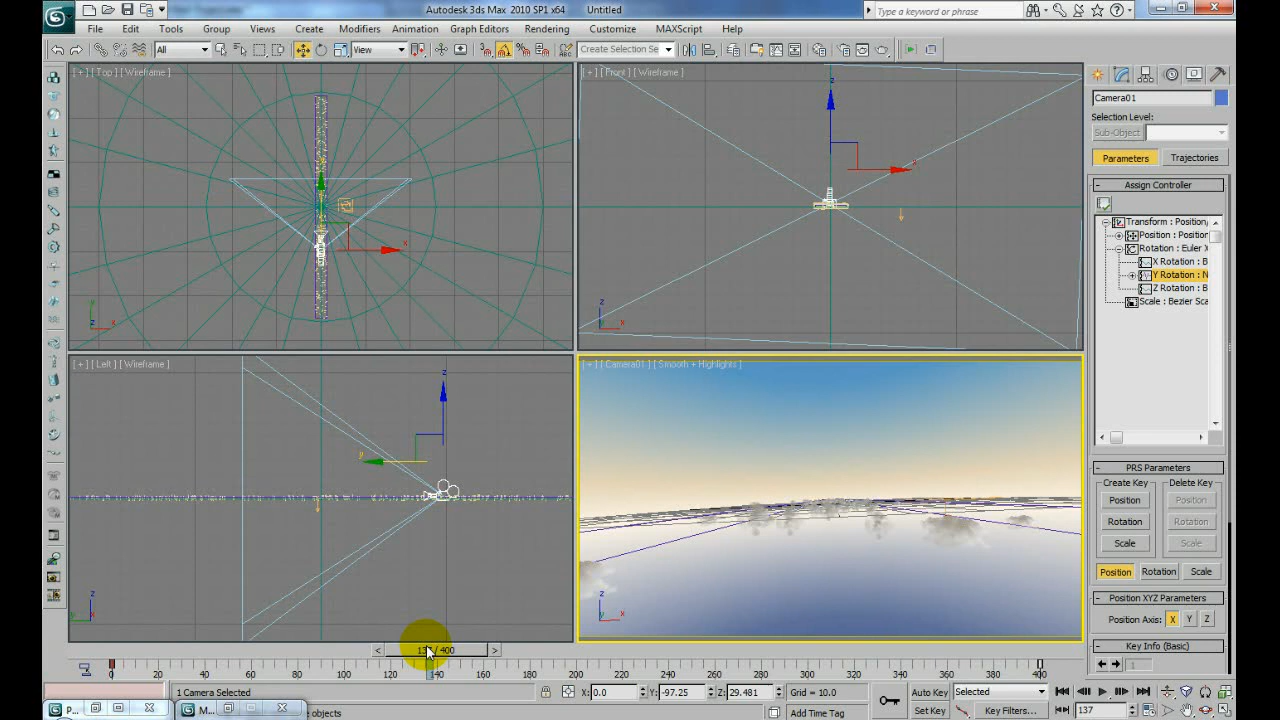 Autodesk 3ds Max 2010 SP1 x64 Untitled
Type a keyword or phrase
File Edit Tools Group Views Create Modifiers Animation Graph Editors Rendering Customize MAXScript Help
All View Create Selection Se
[ + ] [ Top ] [ Wireframe ]
[ + ] [ Front ] [ Wireframe ]
Camera01
Selection Level:
Sub-Object
Parameters Trajectories
- Assign Controller
Transform : Position/
Position : Position
Rotation : Euler X
X Rotation : B
Y Rotation : N
Z Rotation : B
Scale : Bezier Sca
[ + ] [ Left ] [ Wireframe ]
[ + ] [ Camera01 ] [ Smooth + Highlights ]
- PRS Parameters
Create Key Delete Key
Position Position
Rotation Rotation
Scale Scale
Position Rotation Scale
- Position XYZ Parameters
Position Axis: X Y Z
- Key Info (Basic)
1
< / 400 >
0 20 40 60 80 100 120 140 160 180 200 220 240 260 280 300 320 340 360 380 400
1 Camera Selected X: 0.0 Y: -97.25 Z: 29.481 Grid = 10.0 Auto Key Selected
P... M... objects Add Time Tag Set Key Key Filters... 137